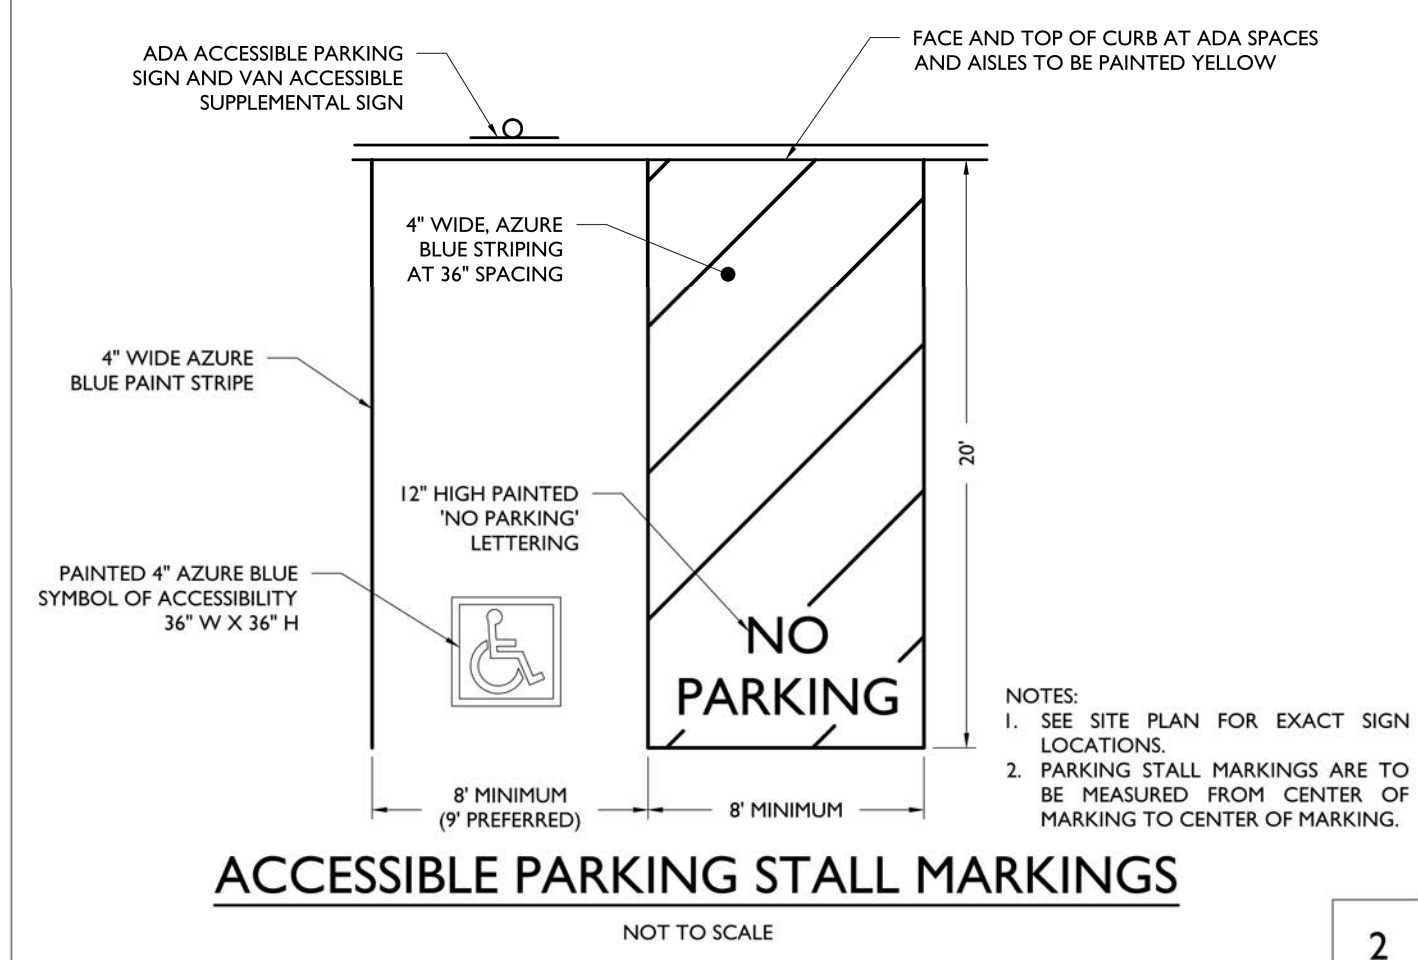 ADA ACCESSIBLE PARKING
SIGN AND VAN ACCESSIBLE
SUPPLEMENTAL SIGN
FACE AND TOP OF CURB AT ADA SPACES
AND AISLES TO BE PAINTED YELLOW
4" WIDE, AZURE
BLUE STRIPING
AT 36" SPACING
4" WIDE AZURE
BLUE PAINT STRIPE
20'
12" HIGH PAINTED
'NO PARKING'
LETTERING
PAINTED 4" AZURE BLUE
SYMBOL OF ACCESSIBILITY
36" W X 36" H
NO
PARKING
NOTES:
1. SEE SITE PLAN FOR EXACT SIGN
LOCATIONS.
2. PARKING STALL MARKINGS ARE TO
BE MEASURED FROM CENTER OF
MARKING TO CENTER OF MARKING.
8' MINIMUM
(9' PREFERRED)
8' MINIMUM
ACCESSIBLE PARKING STALL MARKINGS
NOT TO SCALE
2